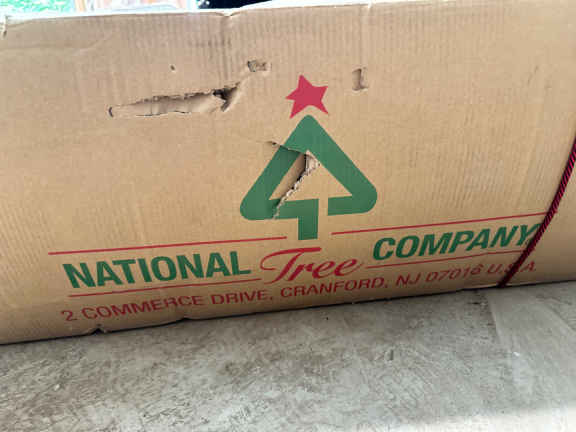 NATIONAL Tree COMPANY
2 COMMERCE DRIVE, CRANFORD, NJ 07016 U.S.A.